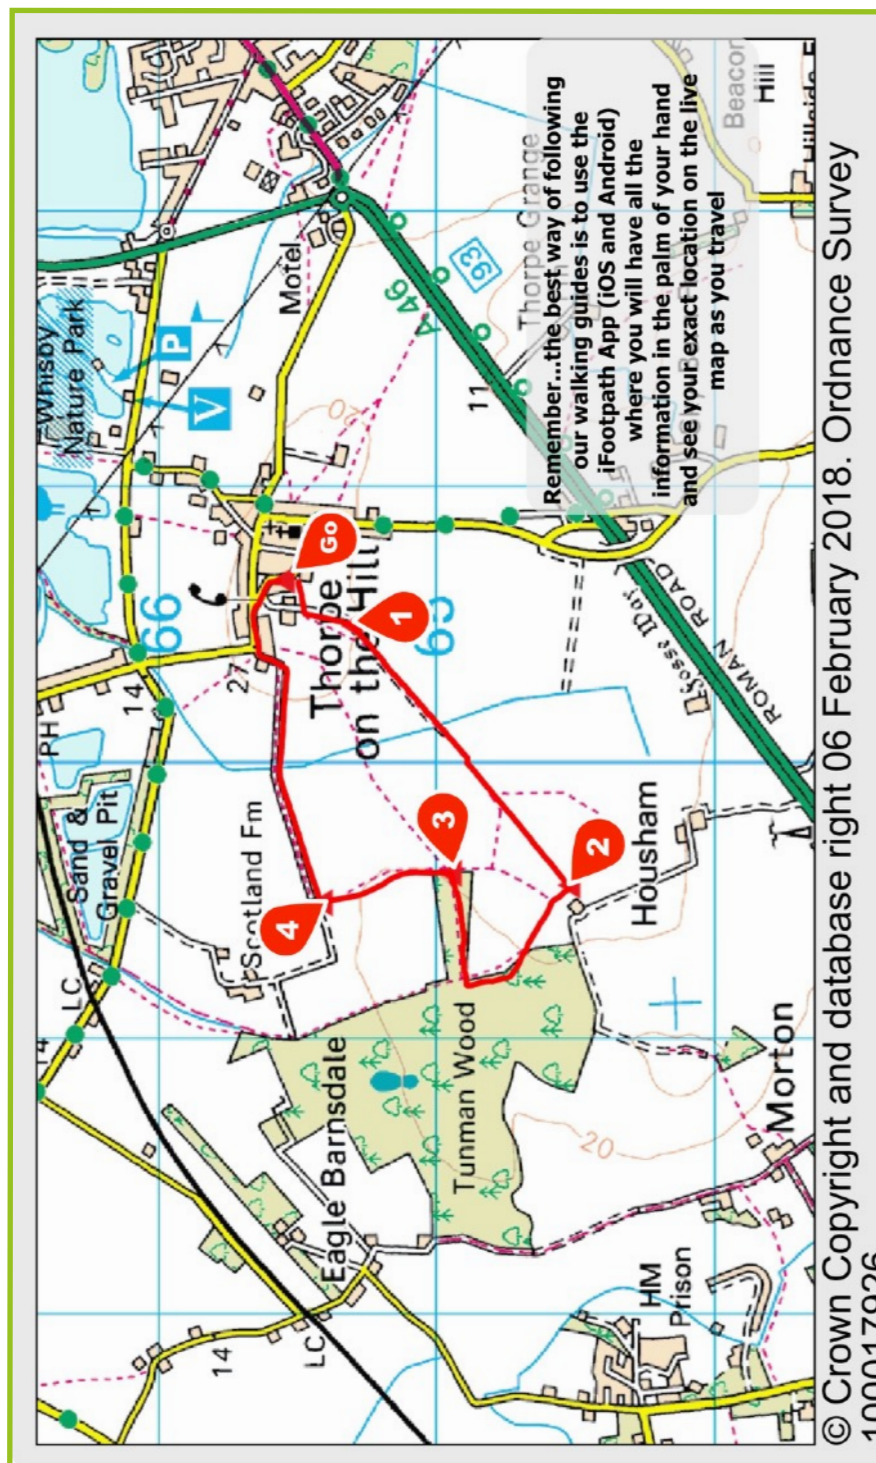 LC
14
Sand &
Gravel Pit
PH
14
Whisby
Nature Park
P
V
Motel
66
27
Scotland Fm
Eagle Barnsdale
14
LC
4
Go
Thorpe
on the Hill
1
3
65
Tunman Wood
A 46
93
11
Thorpe Grange
Remember...the best way of following
our walking guides is to use the
iFootpath App (iOS and Android)
where you will have all the
information in the palm of your hand
and see your exact location on the live
map as you travel
Beacon
Hill
2
Housham
20
20
HM
Prison
Morton
Fosse Way
ROMAN ROAD
© Crown Copyright and database right 06 February 2018. Ordnance Survey
100017926